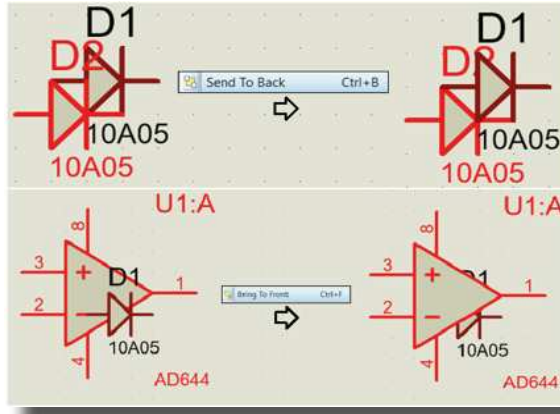 D1
D2
10A05
10A05
Send To Back Ctrl+B
D1
10A05
10A05
U1:A
8
3
+
D1
1
2
−
10A05
4
AD644
Bring To Front Ctrl+F
U1:A
8
3
+
1
2
−
10A05
4
AD644